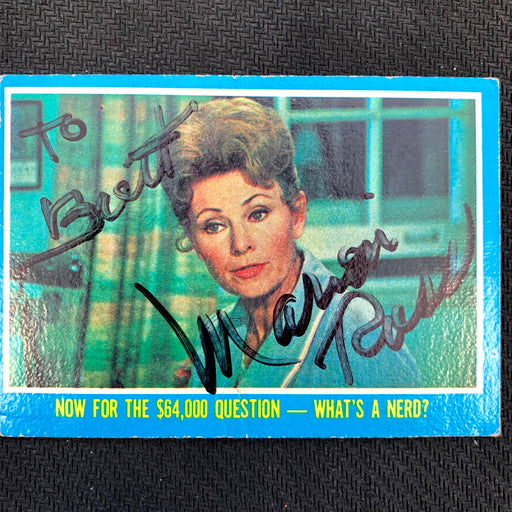 To
Brett
Marion
Ross
NOW FOR THE $64,000 QUESTION — WHAT'S A NERD?